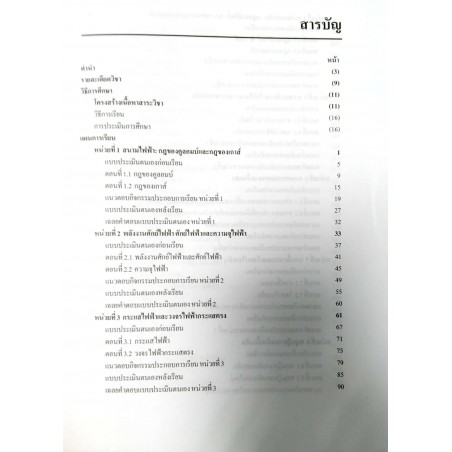 สารบัญ
หน้า
คำนำ (3)
รายละเอียดวิชา (9)
วิธีการศึกษา (11)
โครงสร้างเนื้อหาสาระวิชา (11)
วิธีการเรียน (16)
การประเมินการศึกษา (16)
แผนการเรียน
หน่วยที่ 1 สนามไฟฟ้า: กฎของคูลอมบ์และกฎของเกาส์ 1
แบบประเมินตนเองก่อนเรียน 5
ตอนที่ 1.1 กฎของคูลอมบ์ 9
ตอนที่ 1.2 กฎของเกาส์ 15
แนวตอบกิจกรรมประกอบการเรียน หน่วยที่ 1 19
แบบประเมินตนเองหลังเรียน 27
เฉลยคำตอบแบบประเมินตนเอง หน่วยที่ 1 32
หน่วยที่ 2 พลังงานศักย์ไฟฟ้า ศักย์ไฟฟ้าและความจุไฟฟ้า 33
แบบประเมินตนเองก่อนเรียน 37
ตอนที่ 2.1 พลังงานศักย์ไฟฟ้าและศักย์ไฟฟ้า 41
ตอนที่ 2.2 ความจุไฟฟ้า 45
แนวตอบกิจกรรมประกอบการเรียน หน่วยที่ 2 49
แบบประเมินตนเองหลังเรียน 55
เฉลยคำตอบแบบประเมินตนเอง หน่วยที่ 2 60
หน่วยที่ 3 กระแสไฟฟ้าและวงจรไฟฟ้ากระแสตรง 61
แบบประเมินตนเองก่อนเรียน 67
ตอนที่ 3.1 กระแสไฟฟ้า 71
ตอนที่ 3.2 วงจรไฟฟ้ากระแสตรง 75
แนวตอบกิจกรรมประกอบการเรียน หน่วยที่ 3 79
แบบประเมินตนเองหลังเรียน 85
เฉลยคำตอบแบบประเมินตนเอง หน่วยที่ 3 90